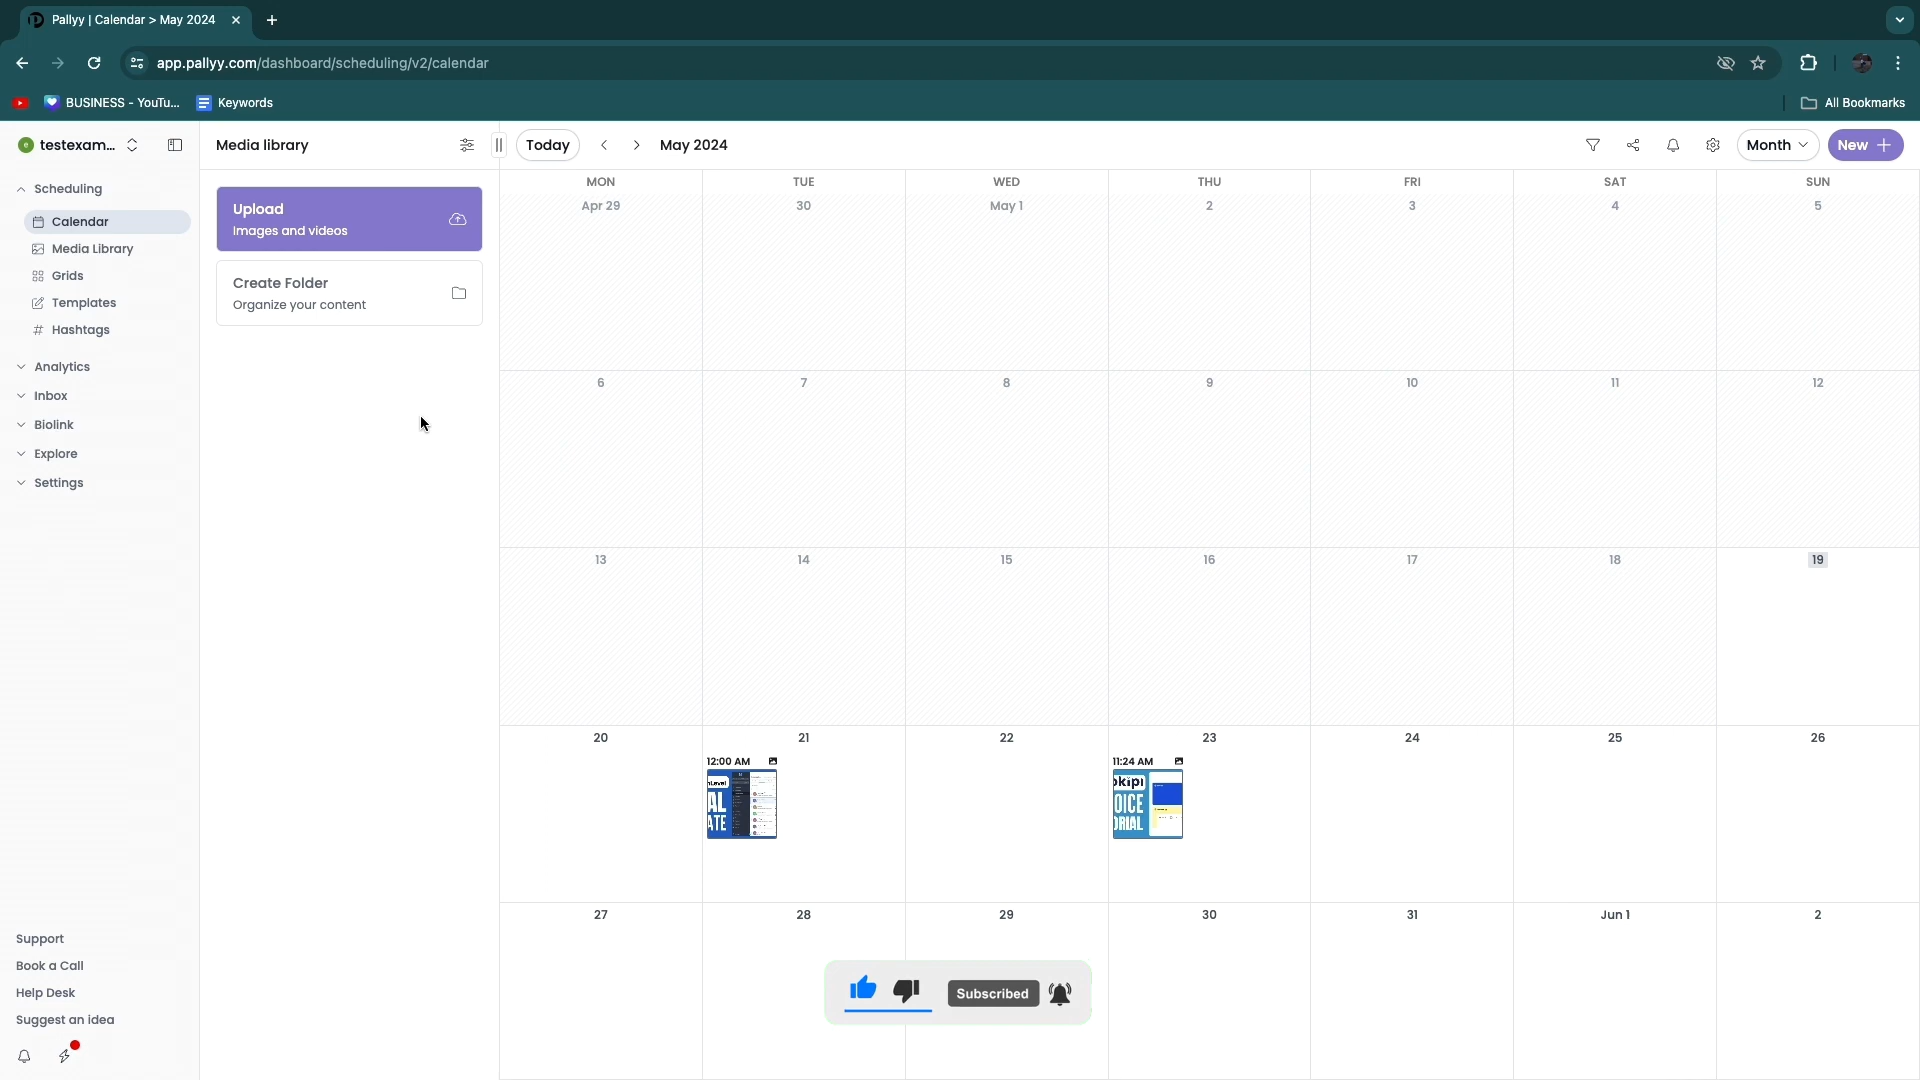 Pallyy | Calendar > May 2024
app.pallyy.com/dashboard/scheduling/v2/calendar
BUSINESS - YouTu...
Keywords
All Bookmarks
testexam...
Media library
Today
May 2024
Month
New
Scheduling
Calendar
Media Library
Grids
Templates
Hashtags
Analytics
Inbox
Biolink
Explore
Settings
Upload
Images and videos
Create Folder
Organize your content
MON TUE WED THU FRI SAT SUN
Apr 29 30 May 1 2 3 4 5
6 7 8 9 10 11 12
13 14 15 16 17 18 19
20 21 22 23 24 25 26
12:00 AM 11:24 AM
27 28 29 30 31 Jun 1 2
Subscribed
Support
Book a Call
Help Desk
Suggest an idea